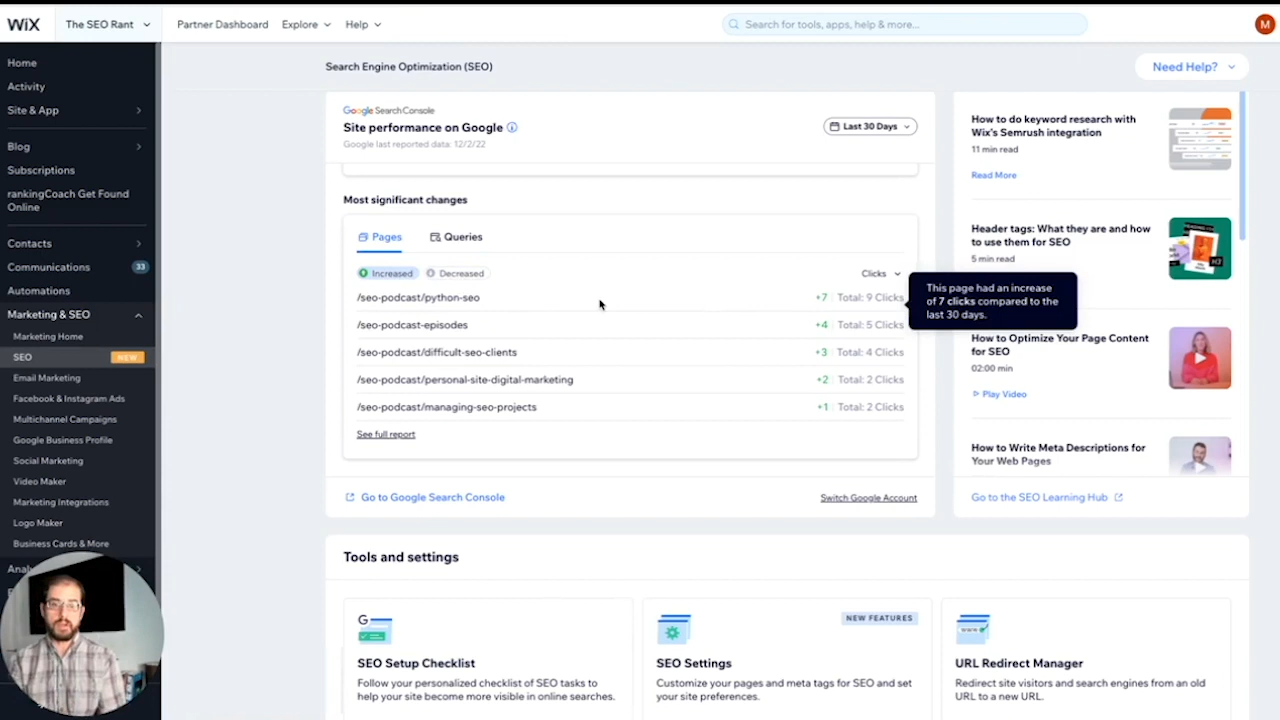 WiX
The SEO Rant
Partner Dashboard
Explore
Help
Search for tools, apps, help & more...
M
Home
Activity
Site & App
Blog
Subscriptions
rankingCoach Get Found
Online
Contacts
Communications
33
Automations
Marketing & SEO
Marketing Home
SEO
NEW
Email Marketing
Facebook & Instagram Ads
Multichannel Campaigns
Google Business Profile
Social Marketing
Video Maker
Marketing Integrations
Logo Maker
Business Cards & More
Search Engine Optimization (SEO)
Need Help?
Google Search Console
Site performance on Google
Google last reported data: 12/2/22
Last 30 Days
Most significant changes
Pages
Queries
Increased
Decreased
Clicks
/seo-podcast/python-seo +7 Total: 9 Clicks
/seo-podcast-episodes +4 Total: 5 Clicks
/seo-podcast/difficult-seo-clients +3 Total: 4 Clicks
/seo-podcast/personal-site-digital-marketing +2 Total: 2 Clicks
/seo-podcast/managing-seo-projects +1 Total: 2 Clicks
See full report
Go to Google Search Console
Switch Google Account
This page had an increase
of 7 clicks compared to the
last 30 days.
How to do keyword research with
Wix's Semrush integration
11 min read
Read More
Header tags: What they are and how
to use them for SEO
5 min read
How to Optimize Your Page Content
for SEO
02:00 min
Play Video
How to Write Meta Descriptions for
Your Web Pages
Go to the SEO Learning Hub
Tools and settings
SEO Setup Checklist
Follow your personalized checklist of SEO tasks to
help your site become more visible in online searches.
NEW FEATURES
SEO Settings
Customize your pages and meta tags for SEO and set
your site preferences.
URL Redirect Manager
Redirect site visitors and search engines from an old
URL to a new URL.